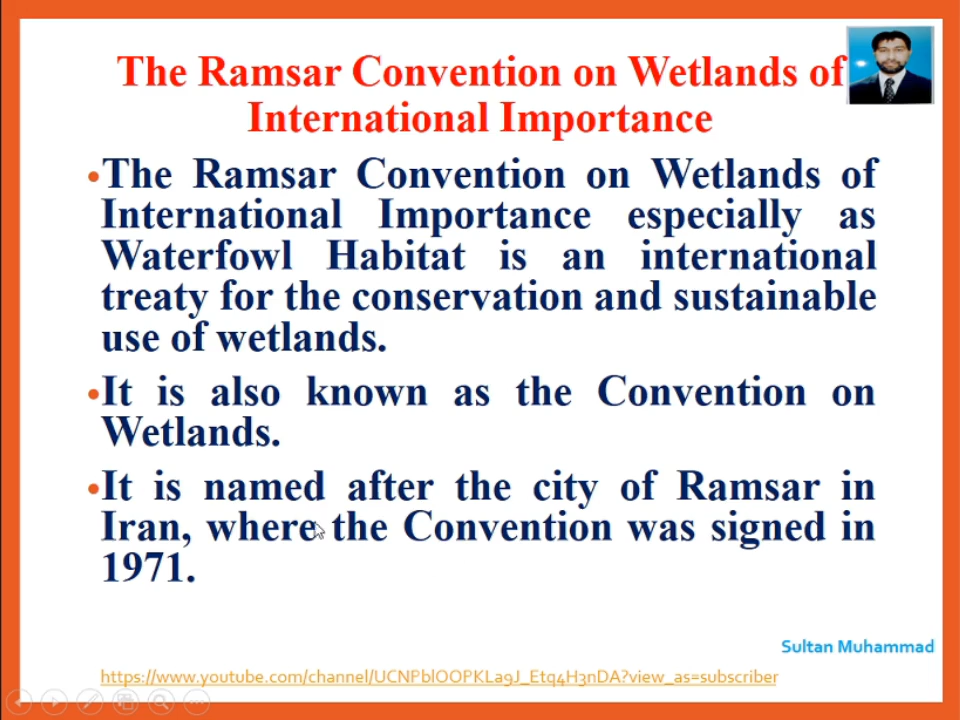 The Ramsar Convention on Wetlands of
International Importance
•The Ramsar Convention on Wetlands of
International Importance especially as
Waterfowl Habitat is an international
treaty for the conservation and sustainable
use of wetlands.
•It is also known as the Convention on
Wetlands.
•It is named after the city of Ramsar in
Iran, where the Convention was signed in
1971.
Sultan Muhammad
https://www.youtube.com/channel/UCNPblOOPKLa9J_Etq4H3nDA?view_as=subscriber